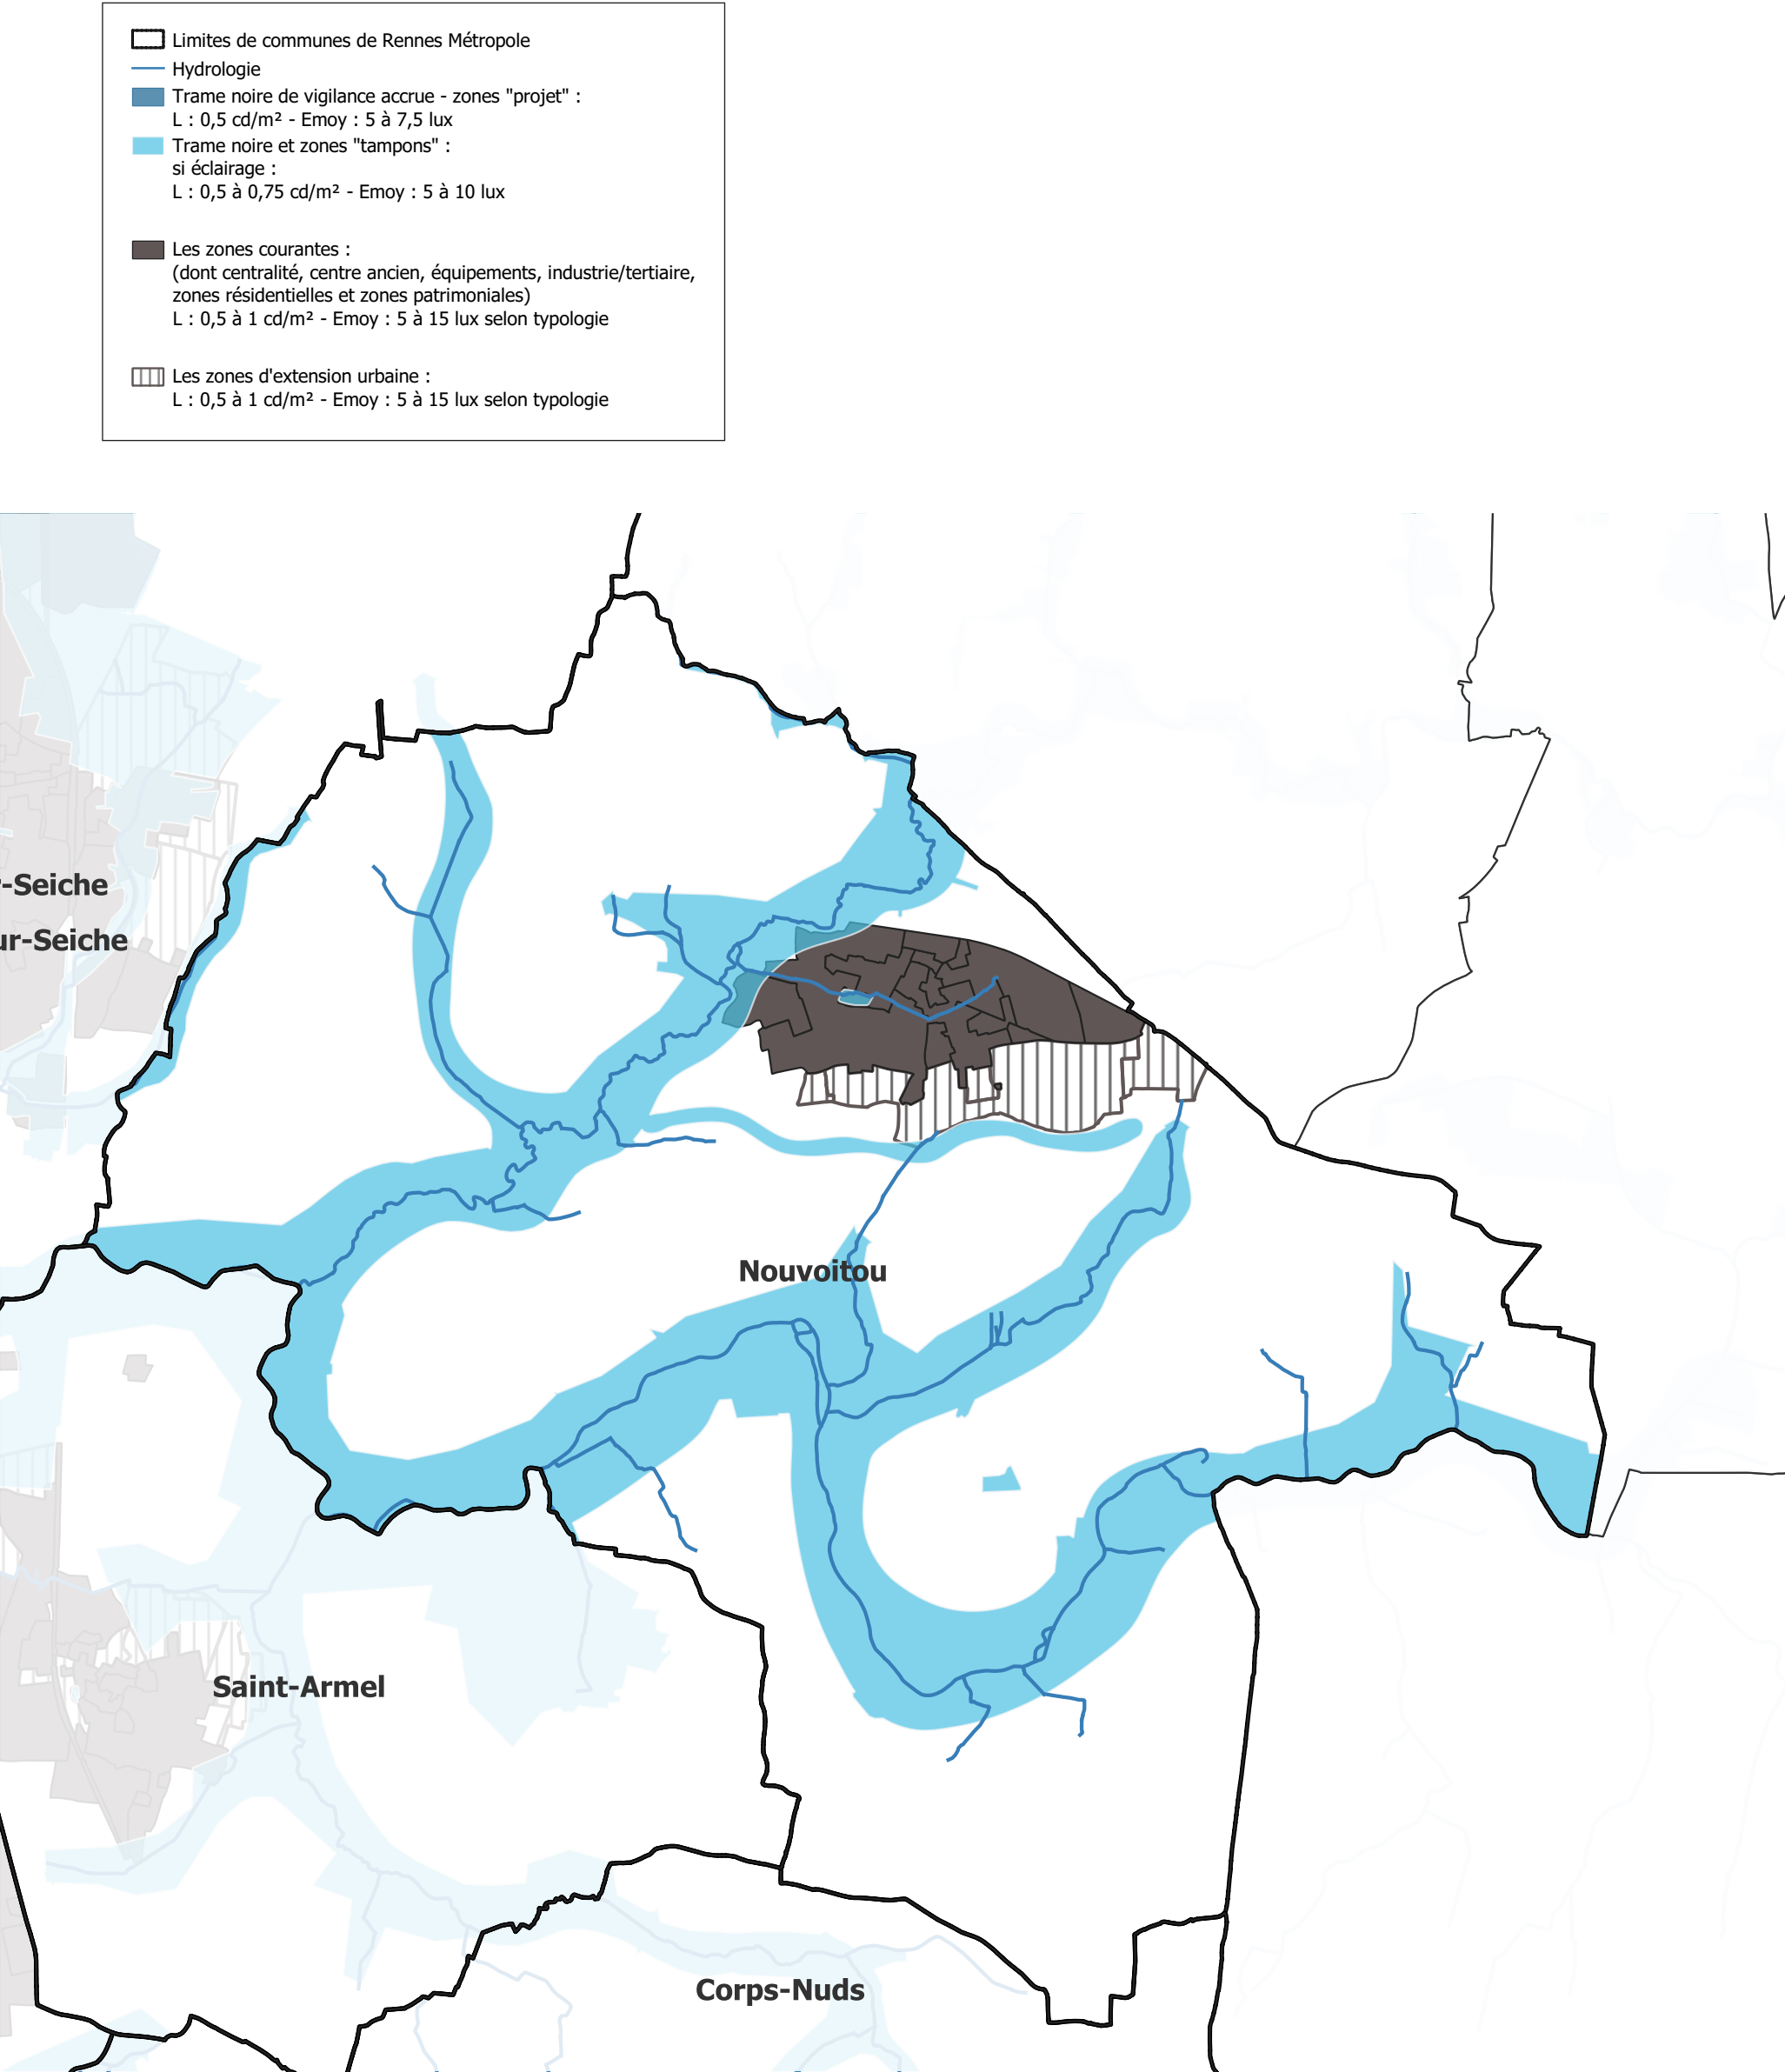 Limites de communes de Rennes Métropole
Hydrologie
Trame noire de vigilance accrue - zones "projet" :
L : 0,5 cd/m² - Emoy : 5 à 7,5 lux
Trame noire et zones "tampons" :
si éclairage :
L : 0,5 à 0,75 cd/m² - Emoy : 5 à 10 lux
Les zones courantes :
(dont centralité, centre ancien, équipements, industrie/tertiaire,
zones résidentielles et zones patrimoniales)
L : 0,5 à 1 cd/m² - Emoy : 5 à 15 lux selon typologie
Les zones d'extension urbaine :
L : 0,5 à 1 cd/m² - Emoy : 5 à 15 lux selon typologie
-Seiche
ur-Seiche
Nouvoitou
Saint-Armel
Corps-Nuds